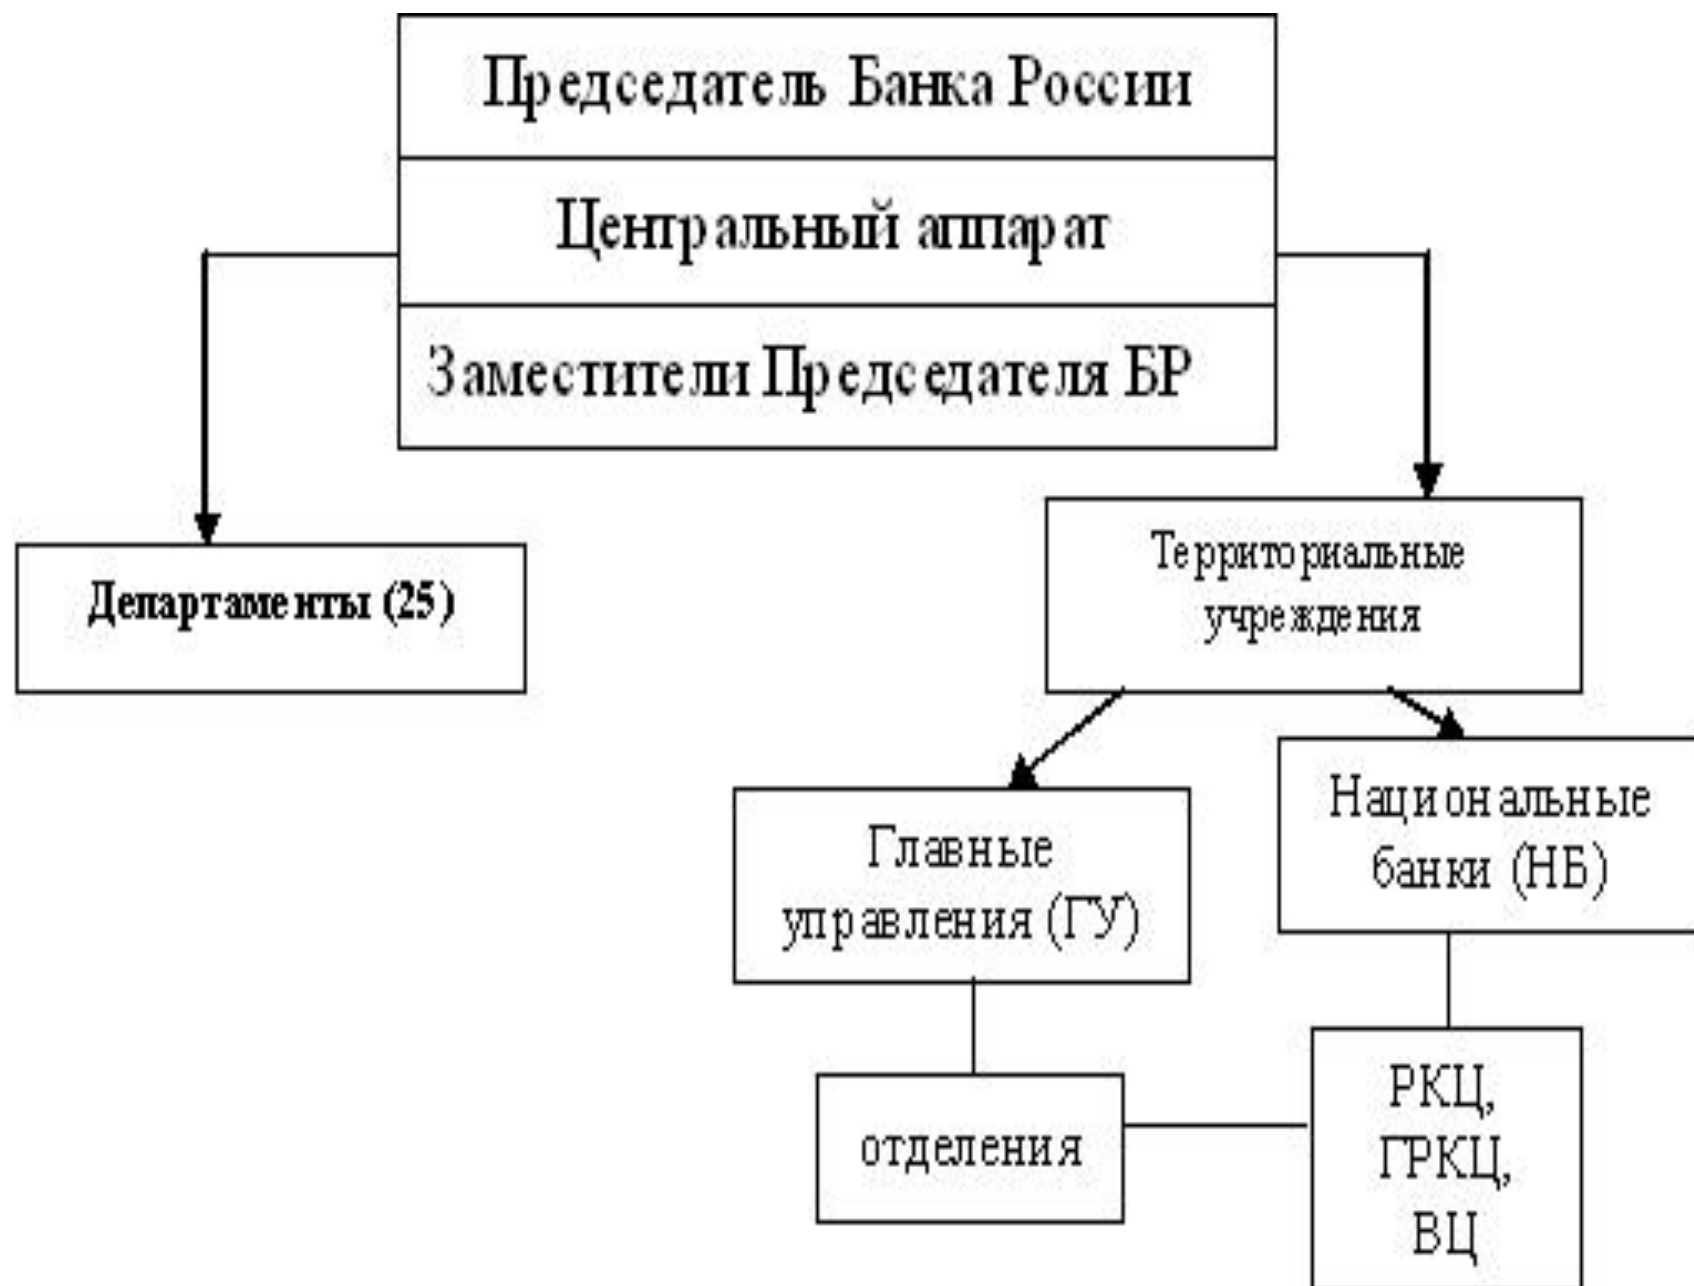 Председатель Банка России
Центральный аппарат
Заместители Председателя БР
Департаменты (25)
Территориальные
учреждения
Главные
управления (ГУ)
Национальные
банки (НБ)
отделения
РКЦ,
ГРКЦ,
ВЦ